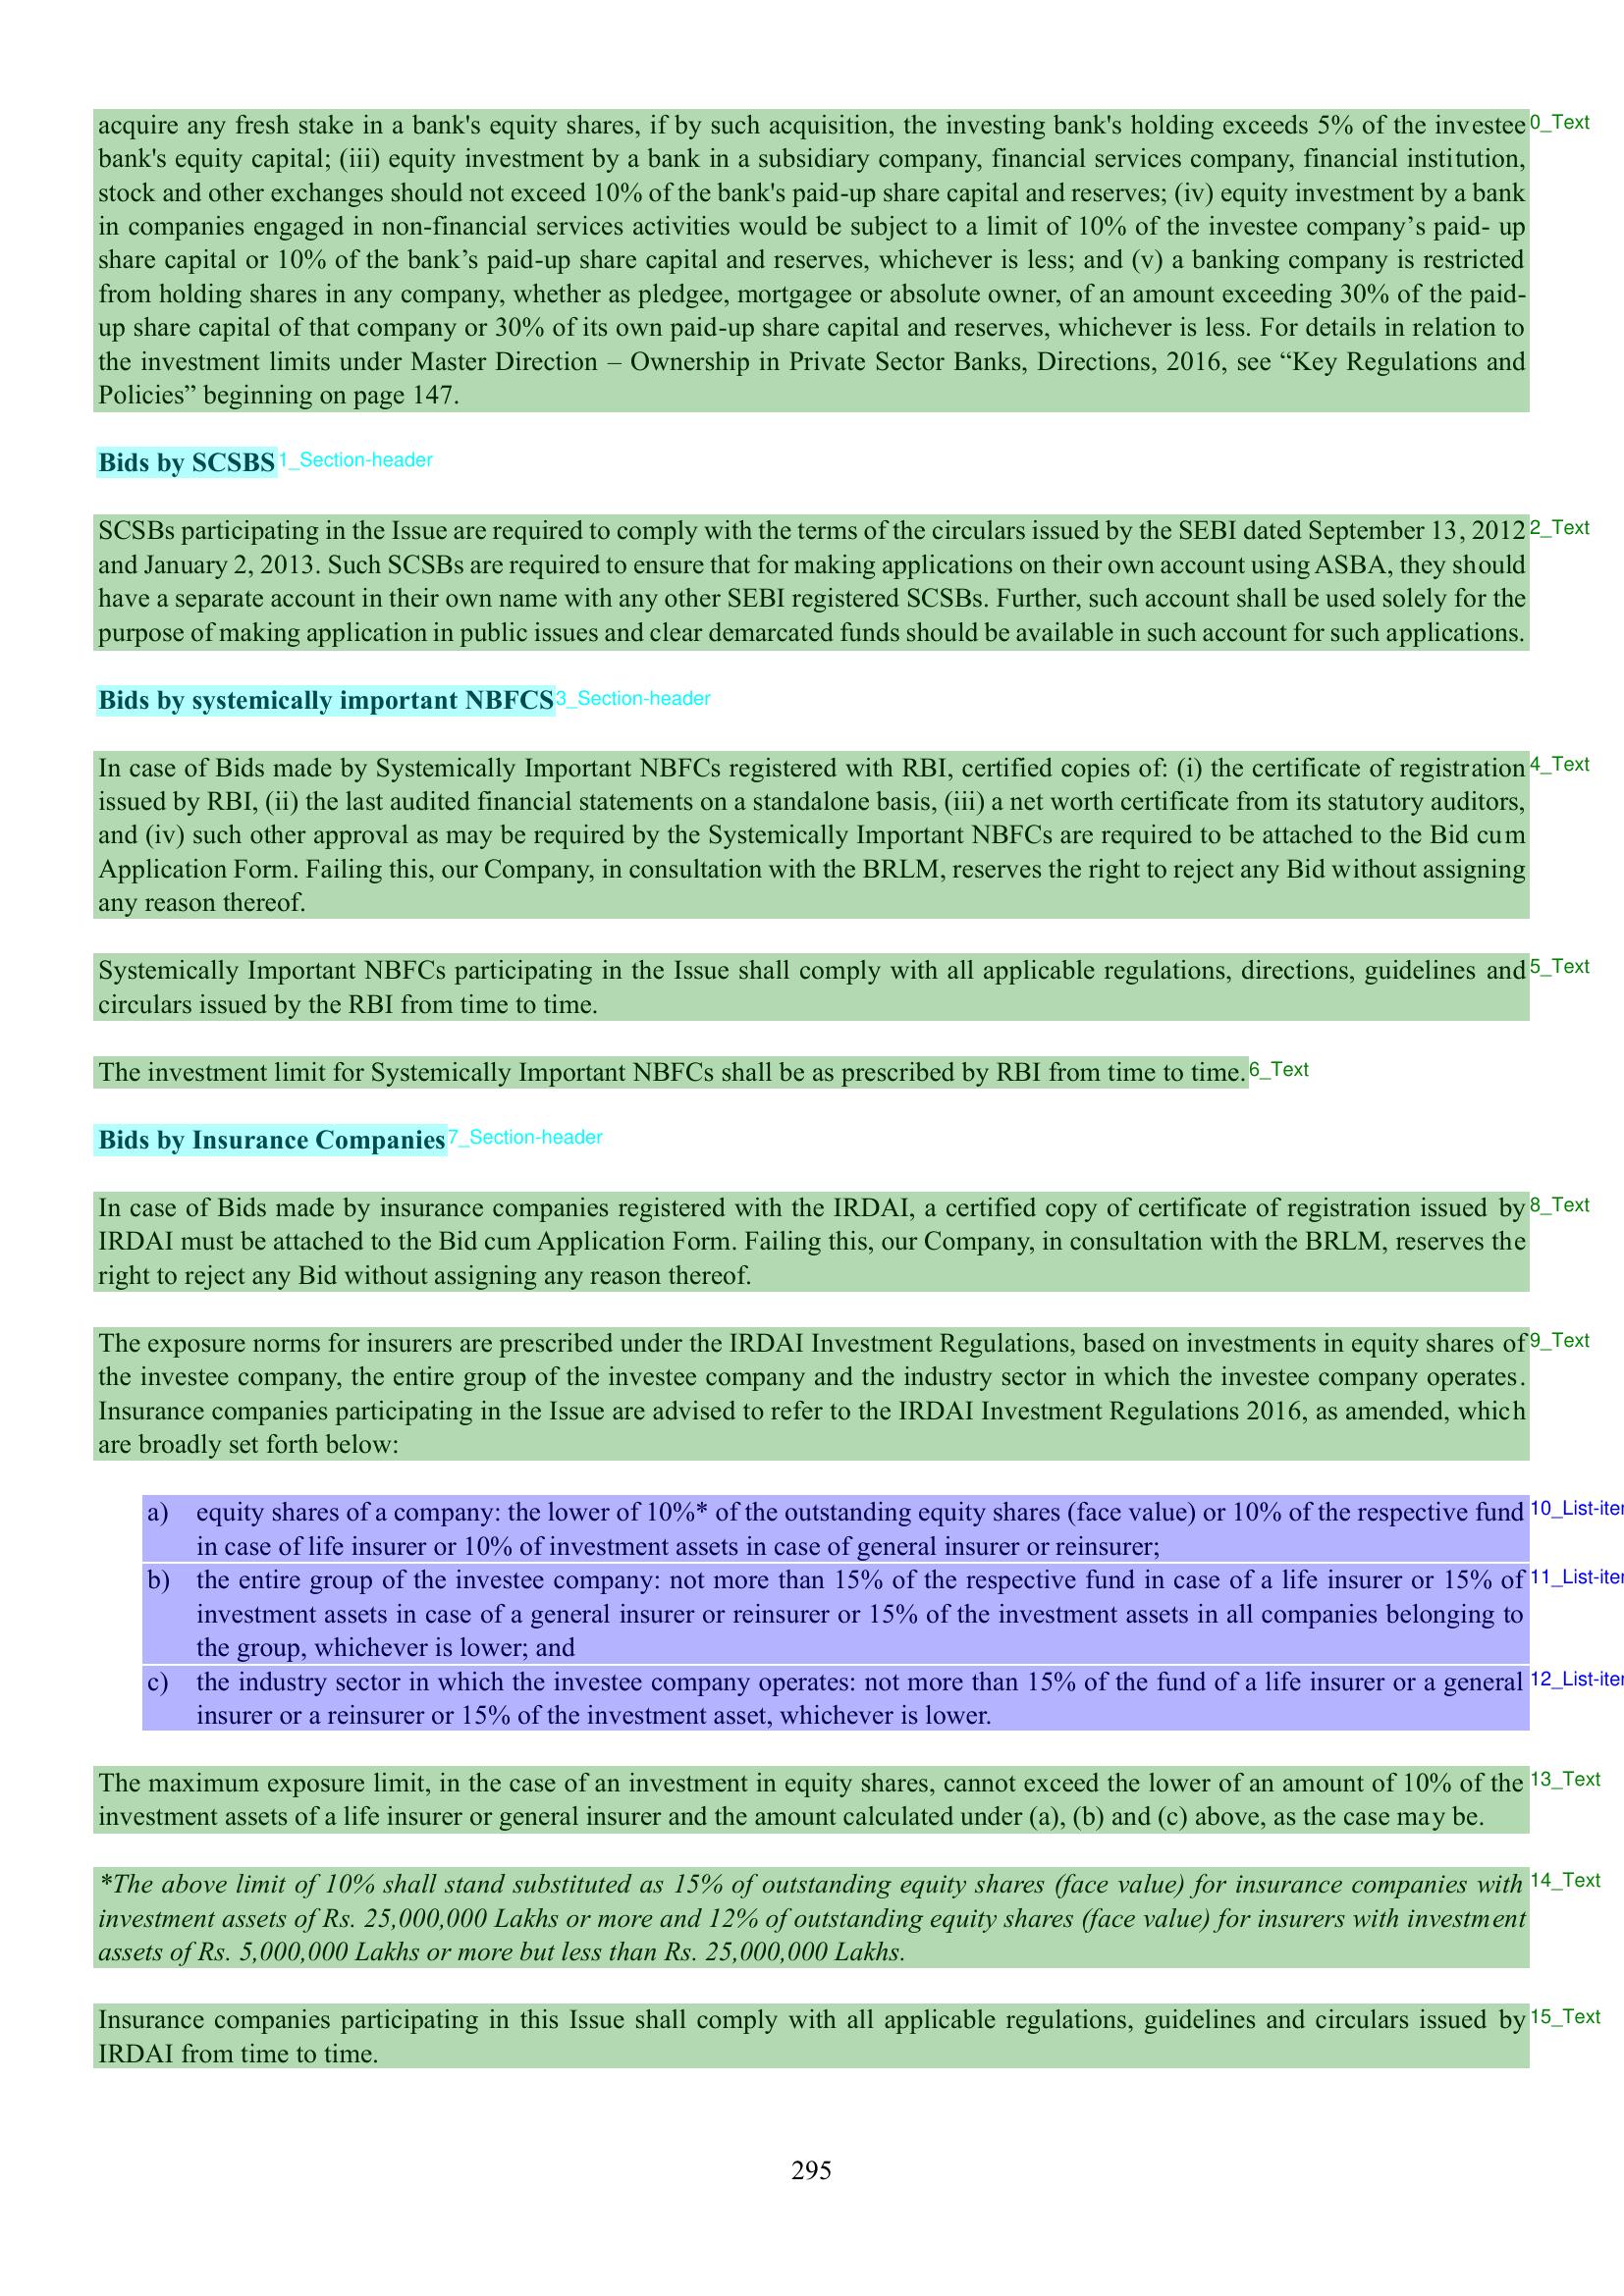 acquire any fresh stake in a bank's equity shares, if by such acquisition, the investing bank's holding exceeds 5% of the investee 0_Text
bank's equity capital; (iii) equity investment by a bank in a subsidiary company, financial services company, financial institution,
stock and other exchanges should not exceed 10% of the bank's paid-up share capital and reserves; (iv) equity investment by a bank
in companies engaged in non-financial services activities would be subject to a limit of 10% of the investee company’s paid- up
share capital or 10% of the bank’s paid-up share capital and reserves, whichever is less; and (v) a banking company is restricted
from holding shares in any company, whether as pledgee, mortgagee or absolute owner, of an amount exceeding 30% of the paid-
up share capital of that company or 30% of its own paid-up share capital and reserves, whichever is less. For details in relation to
the investment limits under Master Direction – Ownership in Private Sector Banks, Directions, 2016, see “Key Regulations and
Policies” beginning on page 147.
Bids by SCSBS 1_Section-header
SCSBs participating in the Issue are required to comply with the terms of the circulars issued by the SEBI dated September 13, 2012 2_Text
and January 2, 2013. Such SCSBs are required to ensure that for making applications on their own account using ASBA, they should
have a separate account in their own name with any other SEBI registered SCSBs. Further, such account shall be used solely for the
purpose of making application in public issues and clear demarcated funds should be available in such account for such applications.
Bids by systemically important NBFCS 3_Section-header
In case of Bids made by Systemically Important NBFCs registered with RBI, certified copies of: (i) the certificate of registration 4_Text
issued by RBI, (ii) the last audited financial statements on a standalone basis, (iii) a net worth certificate from its statutory auditors,
and (iv) such other approval as may be required by the Systemically Important NBFCs are required to be attached to the Bid cum
Application Form. Failing this, our Company, in consultation with the BRLM, reserves the right to reject any Bid without assigning
any reason thereof.
Systemically Important NBFCs participating in the Issue shall comply with all applicable regulations, directions, guidelines and 5_Text
circulars issued by the RBI from time to time.
The investment limit for Systemically Important NBFCs shall be as prescribed by RBI from time to time. 6_Text
Bids by Insurance Companies 7_Section-header
In case of Bids made by insurance companies registered with the IRDAI, a certified copy of certificate of registration issued by 8_Text
IRDAI must be attached to the Bid cum Application Form. Failing this, our Company, in consultation with the BRLM, reserves the
right to reject any Bid without assigning any reason thereof.
The exposure norms for insurers are prescribed under the IRDAI Investment Regulations, based on investments in equity shares of 9_Text
the investee company, the entire group of the investee company and the industry sector in which the investee company operates.
Insurance companies participating in the Issue are advised to refer to the IRDAI Investment Regulations 2016, as amended, which
are broadly set forth below:
a) equity shares of a company: the lower of 10%* of the outstanding equity shares (face value) or 10% of the respective fund 10_List-iter
in case of life insurer or 10% of investment assets in case of general insurer or reinsurer;
b) the entire group of the investee company: not more than 15% of the respective fund in case of a life insurer or 15% of 11_List-iter
investment assets in case of a general insurer or reinsurer or 15% of the investment assets in all companies belonging to
the group, whichever is lower; and
c) the industry sector in which the investee company operates: not more than 15% of the fund of a life insurer or a general 12_List-iter
insurer or a reinsurer or 15% of the investment asset, whichever is lower.
The maximum exposure limit, in the case of an investment in equity shares, cannot exceed the lower of an amount of 10% of the 13_Text
investment assets of a life insurer or general insurer and the amount calculated under (a), (b) and (c) above, as the case may be.
*The above limit of 10% shall stand substituted as 15% of outstanding equity shares (face value) for insurance companies with 14_Text
investment assets of Rs. 25,000,000 Lakhs or more and 12% of outstanding equity shares (face value) for insurers with investment
assets of Rs. 5,000,000 Lakhs or more but less than Rs. 25,000,000 Lakhs.
Insurance companies participating in this Issue shall comply with all applicable regulations, guidelines and circulars issued by 15_Text
IRDAI from time to time.
295